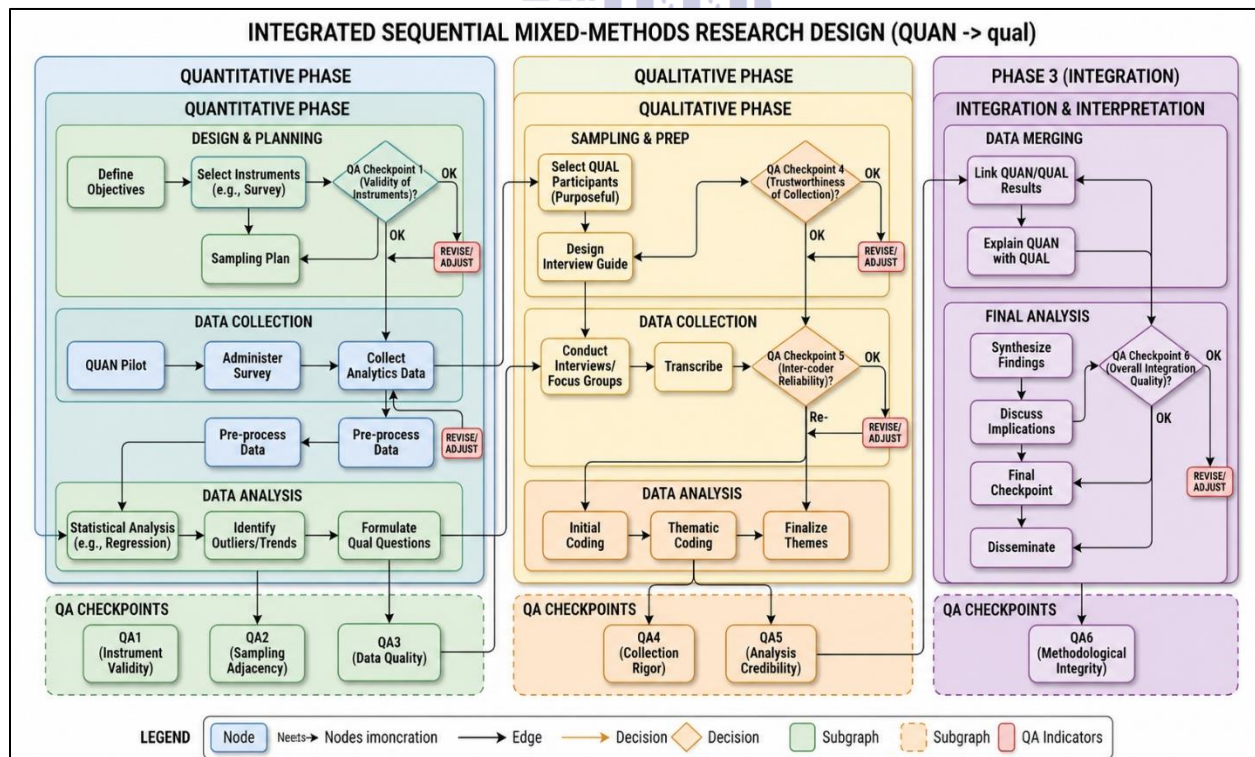 INTEGRATED SEQUENTIAL MIXED-METHODS RESEARCH DESIGN (QUAN -> qual)
QUANTITATIVE PHASE
QUANTITATIVE PHASE
DESIGN & PLANNING
Define
Objectives
Select Instruments
(e.g., Survey)
QA Checkpoint 1
(Validity of
Instruments)?
OK
OK
Sampling Plan
REVISE/
ADJUST
DATA COLLECTION
QUAN Pilot
Administer
Survey
Collect
Analytics Data
Pre-process
Data
Pre-process
Data
REVISE/
ADJUST
DATA ANALYSIS
Statistical Analysis
(e.g., Regression)
Identify
Outliers/Trends
Formulate
Qual Questions
QA CHECKPOINTS
QA1
(Instrument
Validity)
QA2
(Sampling
Adjacency)
QA3
(Data Quality)
QUALITATIVE PHASE
QUALITATIVE PHASE
SAMPLING & PREP
Select QUAL
Participants
(Purposeful)
QA Checkpoint 4
(Trustworthiness
of Collection)?
OK
OK
Design
Interview Guide
REVISE/
ADJUST
DATA COLLECTION
Conduct
Interviews/
Focus Groups
Transcribe
QA Checkpoint 5
(Inter-coder
Reliability)?
OK
Re-
REVISE/
ADJUST
DATA ANALYSIS
Initial
Coding
Thematic
Coding
Finalize
Themes
QA CHECKPOINTS
QA4
(Collection
Rigor)
QA5
(Analysis
Credibility)
PHASE 3 (INTEGRATION)
INTEGRATION & INTERPRETATION
DATA MERGING
Link QUAN/QUAL
Results
Explain QUAN
with QUAL
FINAL ANALYSIS
Synthesize
Findings
QA Checkpoint 6
(Overall Integration
Quality)?
OK
Discuss
Implications
OK
Final
Checkpoint
REVISE/
ADJUST
Disseminate
QA CHECKPOINTS
QA6
(Methodological
Integrity)
LEGEND
Node
Neets
Nodes imoncration
Edge
Decision
Decision
Subgraph
Subgraph
QA Indicators